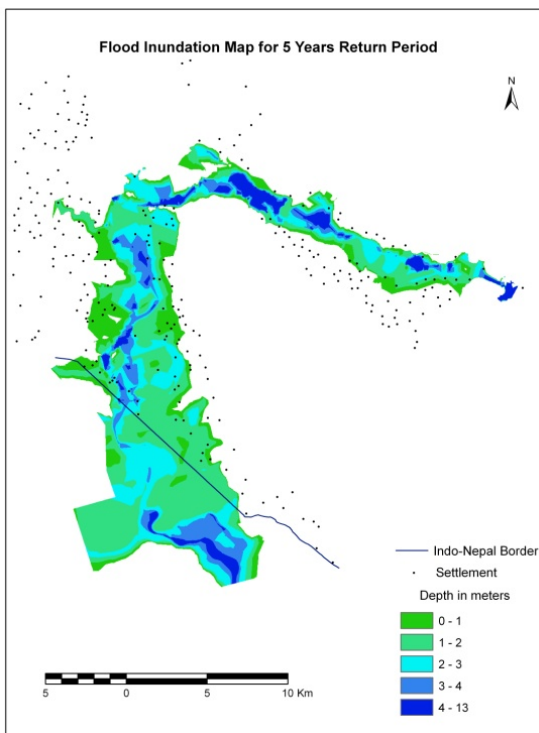 Flood Inundation Map for 5 Years Return Period
N
Indo-Nepal Border
Settlement
Depth in meters
0 - 1
1 - 2
2 - 3
3 - 4
4 - 13
5 0 5 10 Km